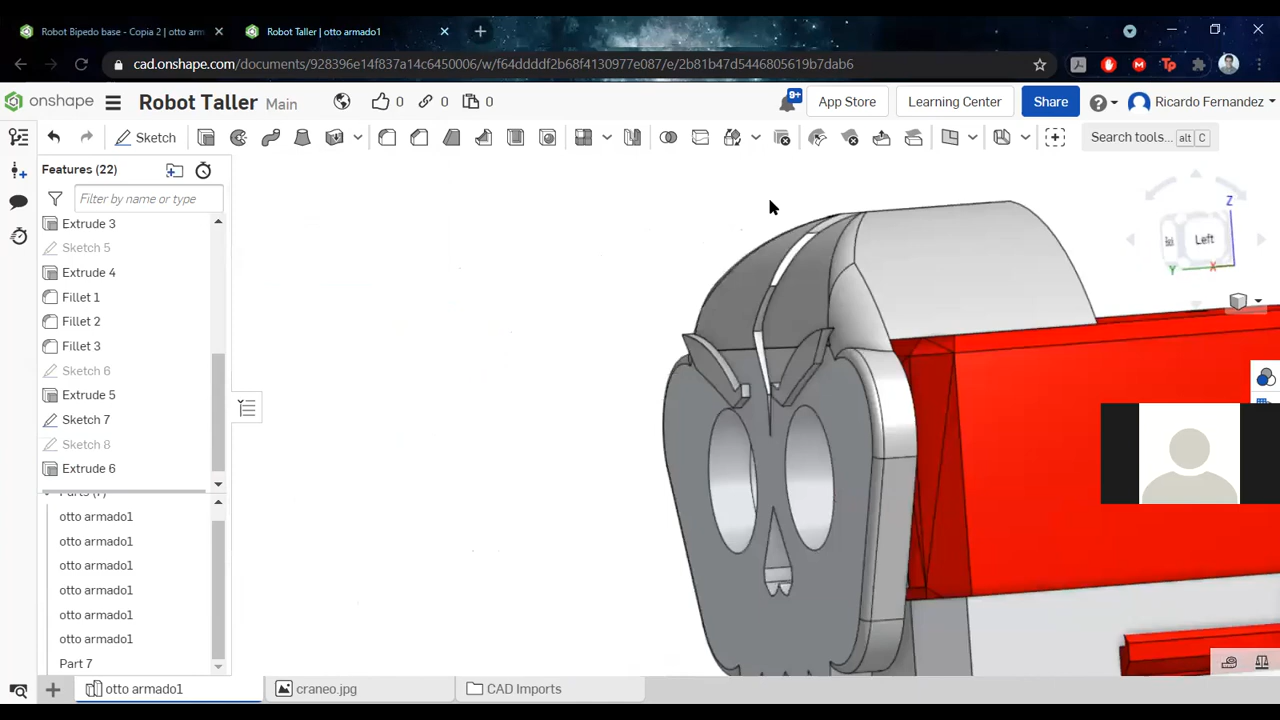 Robot Bipedo base - Copia 2 | otto arm
Robot Taller | otto armado1
cad.onshape.com/documents/928396e14f837a14c6450006/w/f64ddddf2b68f4130977e087/e/2b81b47d5446805619b7dab6
onshape
Robot Taller Main
0
0
0
9+
App Store
Learning Center
Share
Ricardo Fernandez
Sketch
Search tools... alt C
Features (22)
Filter by name or type
Extrude 3
Sketch 5
Extrude 4
Fillet 1
Fillet 2
Fillet 3
Sketch 6
Extrude 5
Sketch 7
Sketch 8
Extrude 6
Parts (7)
otto armado1
otto armado1
otto armado1
otto armado1
otto armado1
otto armado1
Part 7
Z
Left
Y
X
otto armado1
craneo.jpg
CAD Imports